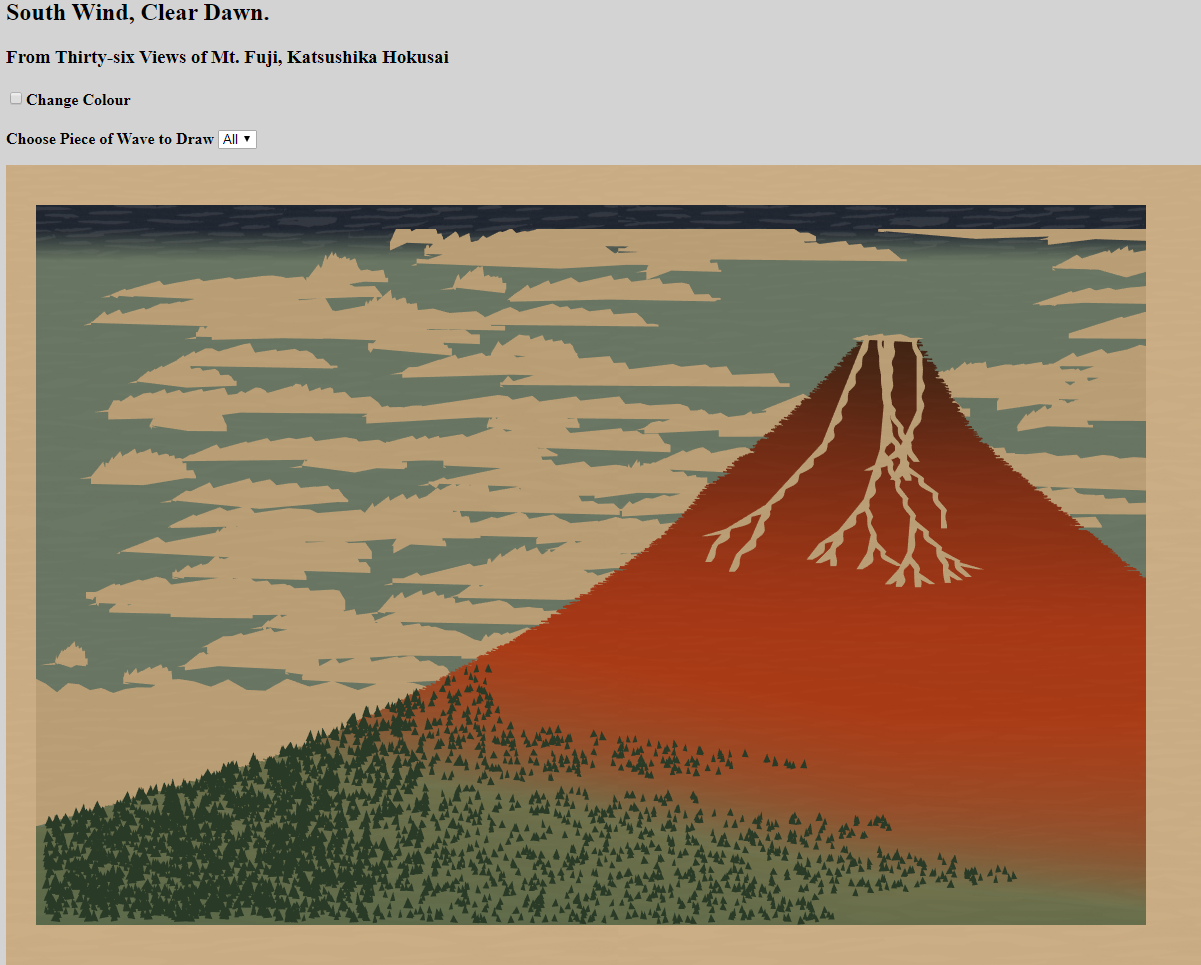 South Wind, Clear Dawn.
From Thirty-six Views of Mt. Fuji, Katsushika Hokusai
Change Colour
Choose Piece of Wave to Draw All